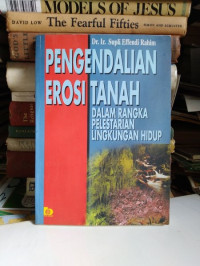 MODELS OF JESUS
DAVID LOW The Fearful Fifties
Dr. Ir. Supli Effendi Rahim
PENGENDALIAN
EROSI TANAH
DALAM RANGKA
PELESTARIAN
LINGKUNGAN HIDUP